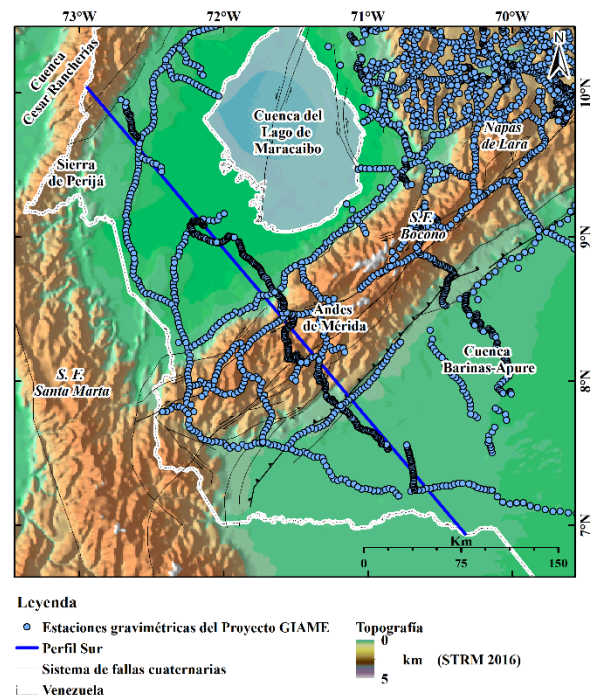 73°W 72°W 71°W 70°W
N
10°N
9°N
8°N
7°N
Cuenca
Cesar Rancherias
Cuenca del
Lago de
Maracaibo
Napas
de Lara
Sierra
de Perijá
S.F.
Bocono
Andes
de Mérida
Cuenca
Barinas-Apure
S. F.
Santa Marta
Km
0 75 150
Leyenda
Estaciones gravimétricas del Proyecto GIAME
Perfil Sur
Sistema de fallas cuaternarias
Venezuela
Topografía
0
km (STRM 2016)
5